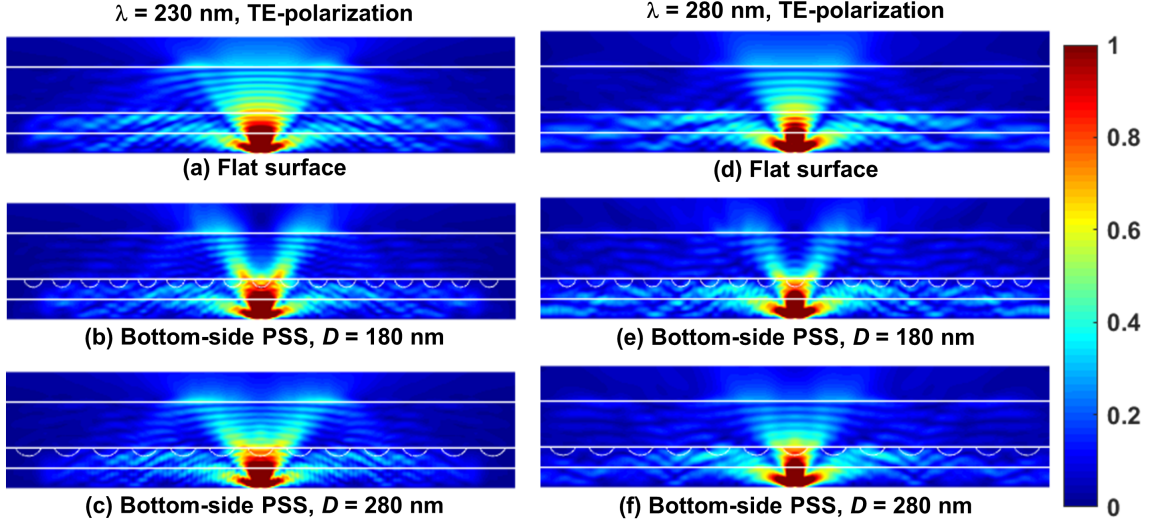 λ = 230 nm, TE-polarization
λ = 280 nm, TE-polarization
(a) Flat surface
(d) Flat surface
(b) Bottom-side PSS, D = 180 nm
(e) Bottom-side PSS, D = 180 nm
(c) Bottom-side PSS, D = 280 nm
(f) Bottom-side PSS, D = 280 nm
1
0.8
0.6
0.4
0.2
0